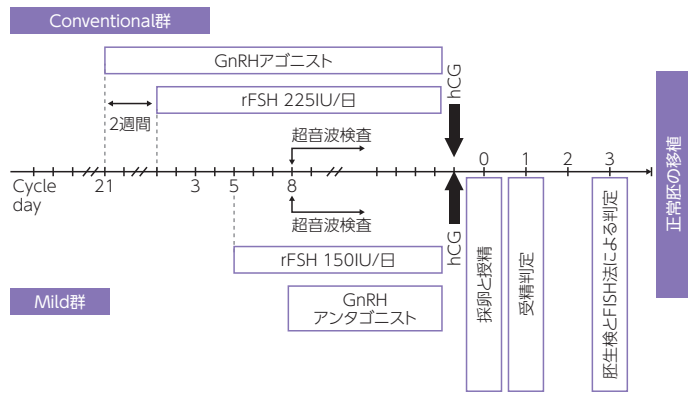 Conventional群
GnRHアゴニスト
rFSH 225IU/日
hCG
2週間
超音波検査
0 1 2 3
Cycle day
21 3 5 8
超音波検査
hCG
rFSH 150IU/日
Mild群
GnRH
アンタゴニスト
採卵と授精
受精判定
胚生検とFISH法による判定
正常胚の移植